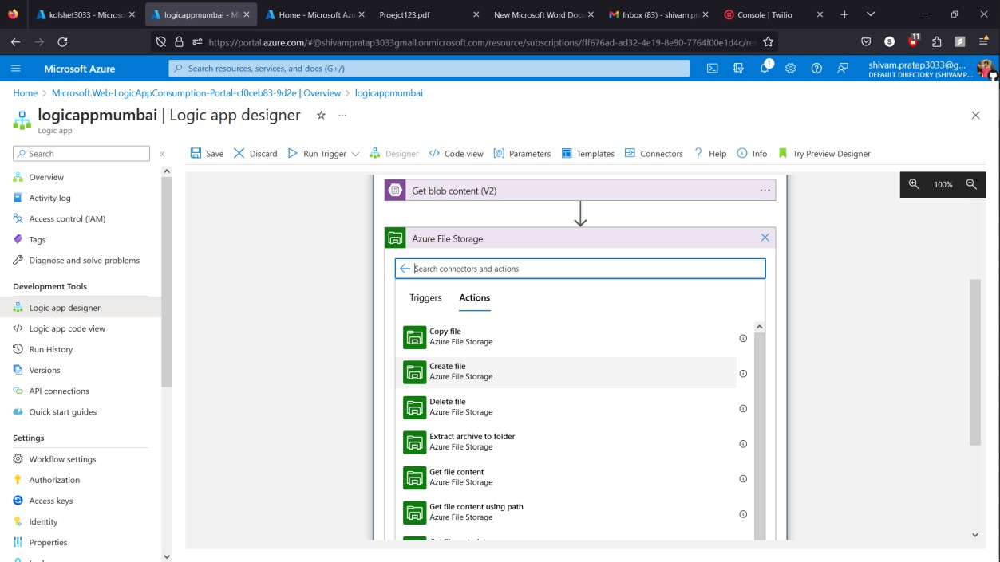 kolshet3033 - Microso
logicappmumbai - Mi
Home - Microsoft Azu
Proejct123.pdf
New Microsoft Word Docu
Inbox (83) - shivam.pr
Console | Twilio
https://portal.azure.com/#@shivampratap3033gmail.onmicrosoft.com/resource/subscriptions/fff676ad-ad32-4e19-8e90-7764f00e1d4c/re
S
11
Microsoft Azure
Search resources, services, and docs (G+/)
1
shivam.pratap3033@g...
DEFAULT DIRECTORY (SHIVAMP...
Home > Microsoft.Web-LogicAppConsumption-Portal-cf0ceb83-9d2e | Overview > logicappmumbai
logicappmumbai | Logic app designer
Logic app
Search
Save
Discard
Run Trigger
Designer
Code view
Parameters
Templates
Connectors
Help
Info
Try Preview Designer
Overview
Activity log
Access control (IAM)
Tags
Diagnose and solve problems
Development Tools
Logic app designer
Logic app code view
Run History
Versions
API connections
Quick start guides
Settings
Workflow settings
Authorization
Access keys
Identity
Properties
Get blob content (V2)
100%
Azure File Storage
Search connectors and actions
Triggers
Actions
Copy file
Azure File Storage
Create file
Azure File Storage
Delete file
Azure File Storage
Extract archive to folder
Azure File Storage
Get file content
Azure File Storage
Get file content using path
Azure File Storage